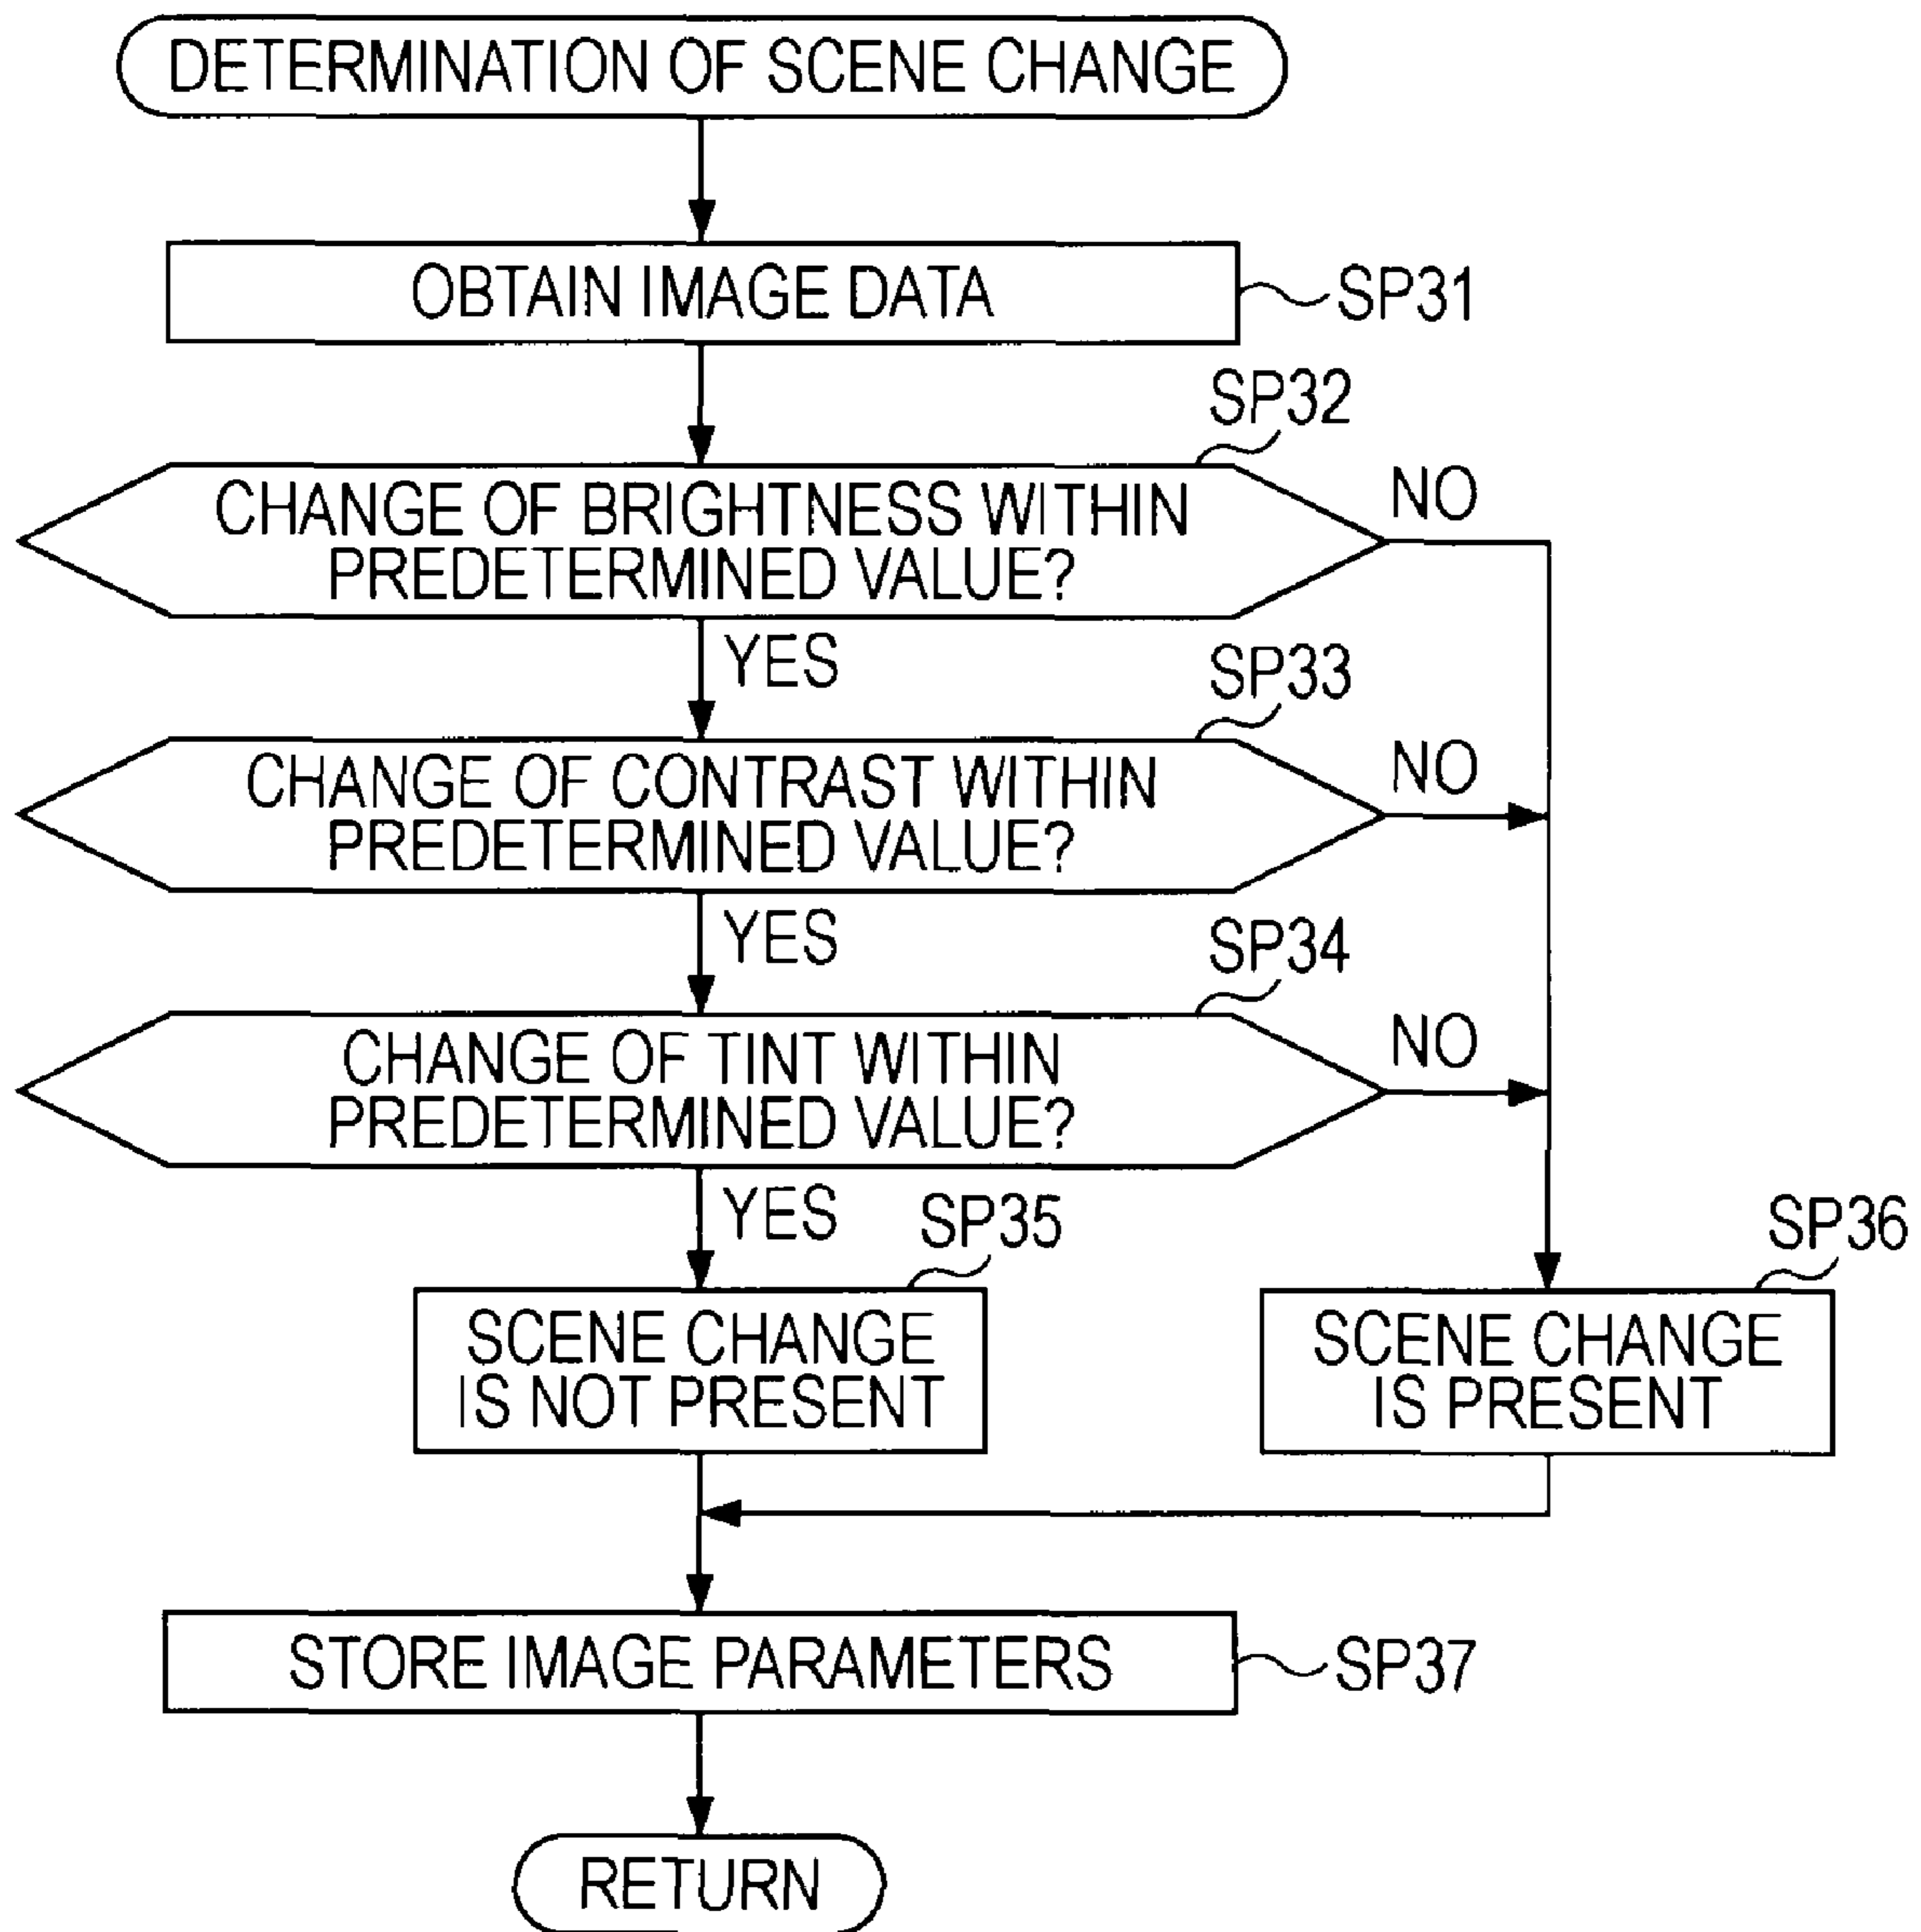 DETERMINATION OF SCENE CHANGE
OBTAIN IMAGE DATA
SP31
SP32
CHANGE OF BRIGHTNESS WITHIN
PREDETERMINED VALUE?
NO
YES
SP33
CHANGE OF CONTRAST WITHIN
PREDETERMINED VALUE?
NO
YES
SP34
CHANGE OF TINT WITHIN
PREDETERMINED VALUE?
NO
YES
SP35
SP36
SCENE CHANGE
IS NOT PRESENT
SCENE CHANGE
IS PRESENT
STORE IMAGE PARAMETERS
SP37
RETURN